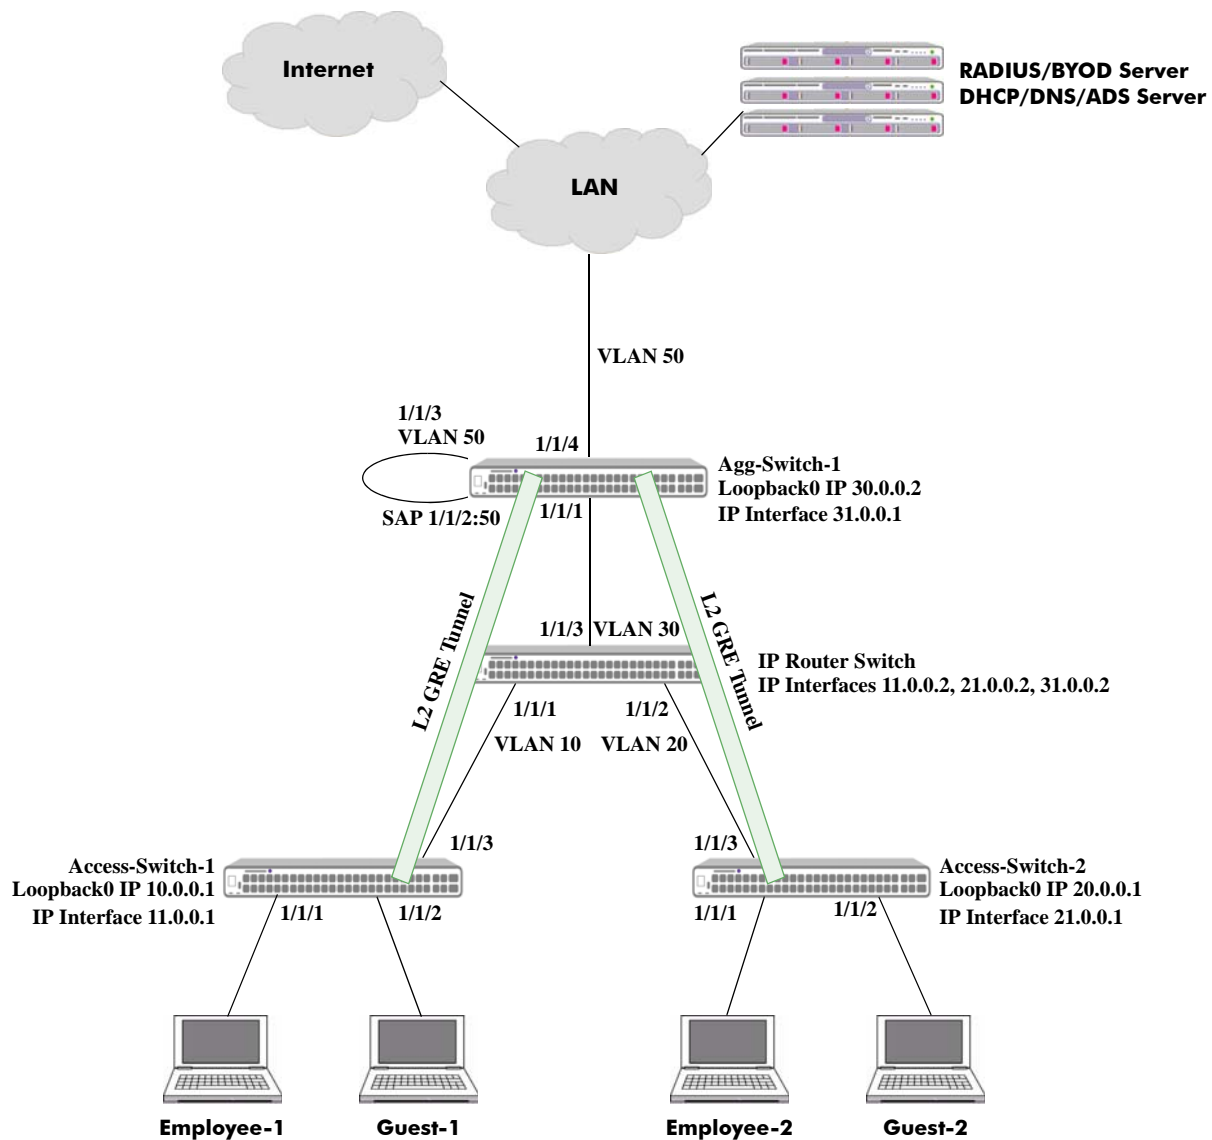 Internet
RADIUS/BYOD Server
DHCP/DNS/ADS Server
LAN
VLAN 50
1/1/3
VLAN 50
1/1/4
Agg-Switch-1
Loopback0 IP 30.0.0.2
IP Interface 31.0.0.1
SAP 1/1/2:50
1/1/1
L2 GRE Tunnel
L2 GRE Tunnel
1/1/3
VLAN 30
IP Router Switch
IP Interfaces 11.0.0.2, 21.0.0.2, 31.0.0.2
1/1/1
1/1/2
VLAN 10
VLAN 20
1/1/3
1/1/3
Access-Switch-1
Loopback0 IP 10.0.0.1
IP Interface 11.0.0.1
1/1/1
1/1/2
1/1/1
1/1/2
Access-Switch-2
Loopback0 IP 20.0.0.1
IP Interface 21.0.0.1
Employee-1
Guest-1
Employee-2
Guest-2